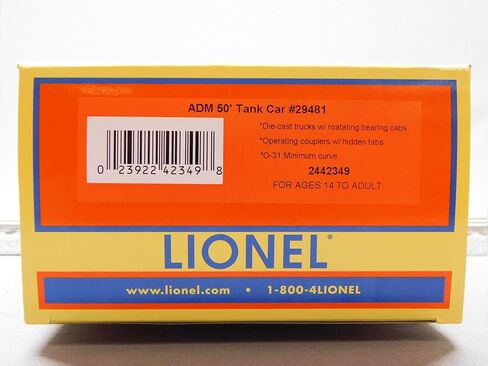 ADM 50' Tank Car #29481
*Die-cast trucks w/ roatating bearing cabs
*Operating couplers w/ hidden tabs
*O-31 Minimum curve
2442349
FOR AGES 14 TO ADULT
0 23922 42349 8
LIONEL®
www.lionel.com • 1-800-4LIONEL